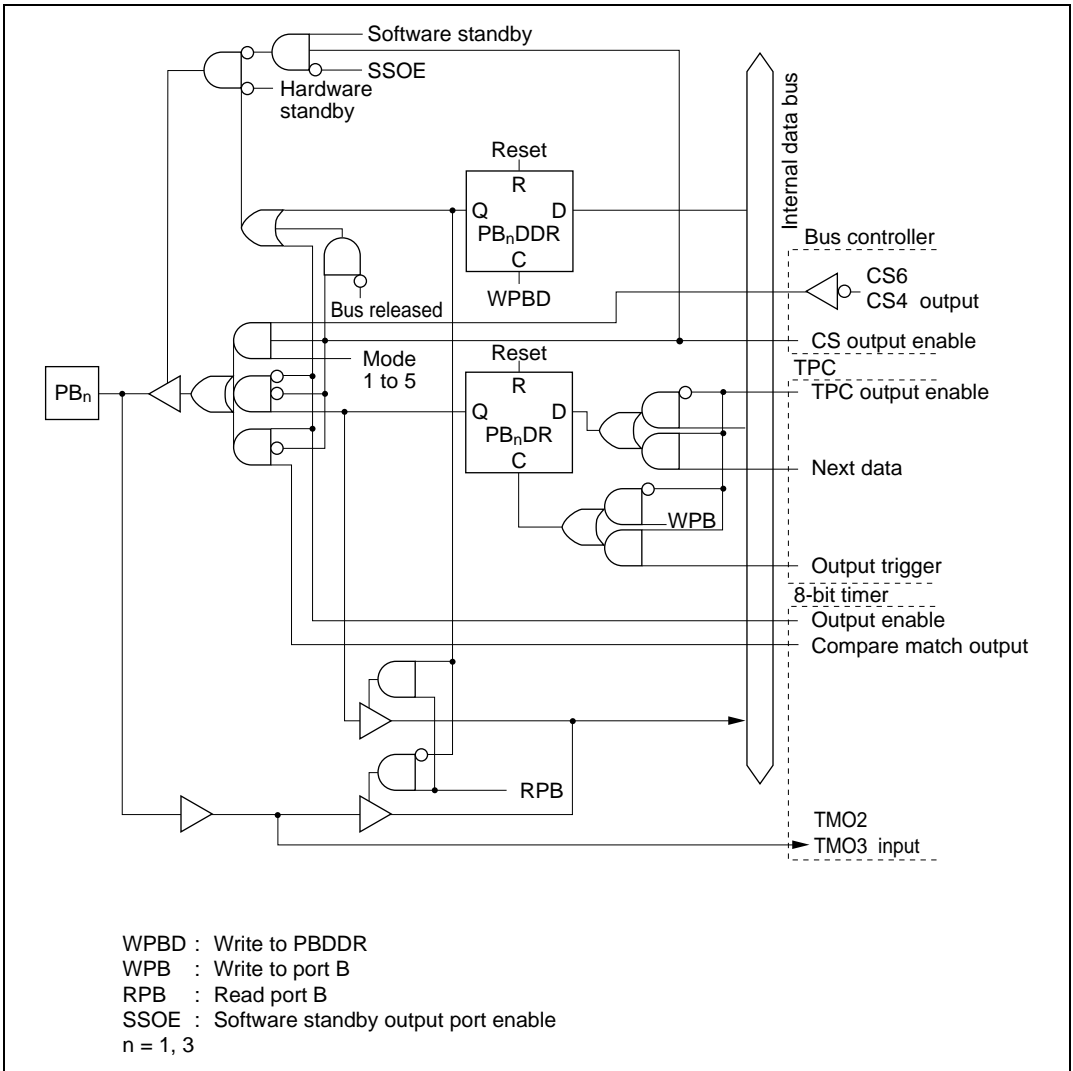 Software standby
SSOE
Hardware
standby
Internal data bus
Reset
R
Q D
PBnDDR
C
WPBD
Bus released
Bus controller
CS6
CS4 output
CS output enable
Mode
1 to 5
Reset
R
Q D
PBnDR
C
PBn
TPC
TPC output enable
Next data
WPB
Output trigger
8-bit timer
Output enable
Compare match output
RPB
TMO2
TMO3 input
WPBD : Write to PBDDR
WPB : Write to port B
RPB : Read port B
SSOE : Software standby output port enable
n = 1, 3